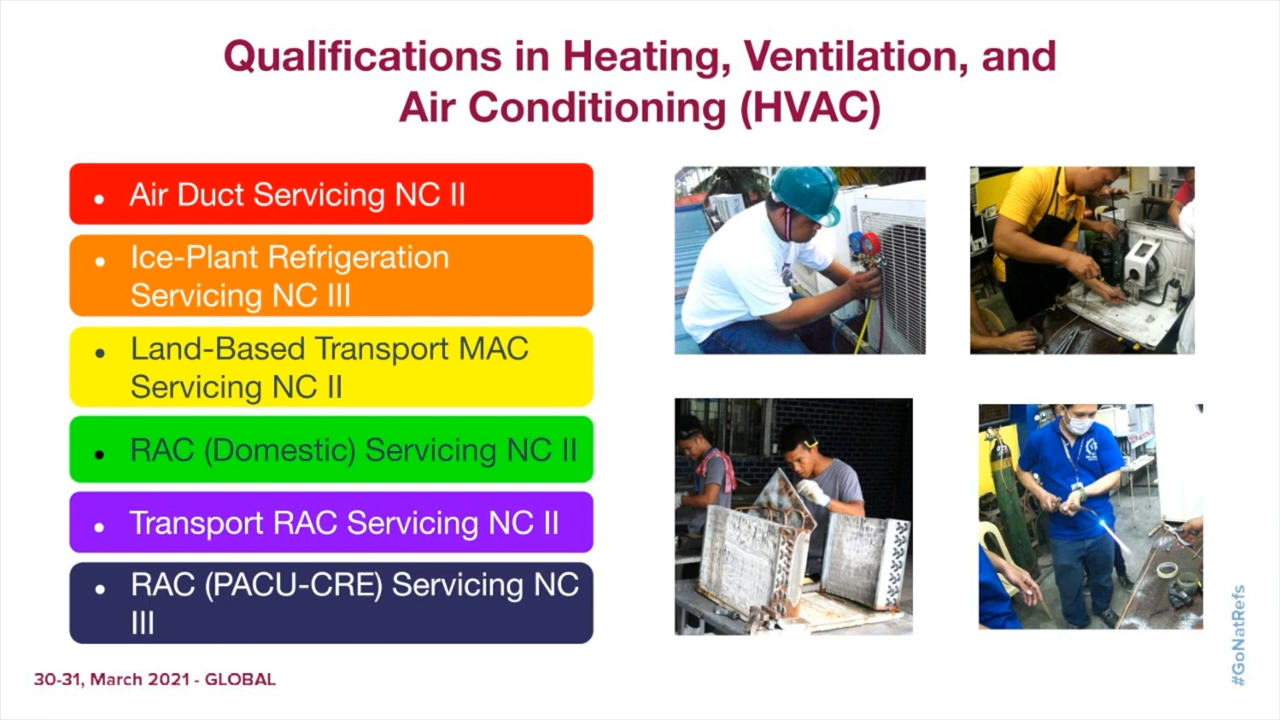 Qualifications in Heating, Ventilation, and
Air Conditioning (HVAC)
• Air Duct Servicing NC II
• Ice-Plant Refrigeration
Servicing NC III
• Land-Based Transport MAC
Servicing NC II
• RAC (Domestic) Servicing NC II
• Transport RAC Servicing NC II
• RAC (PACU-CRE) Servicing NC
III
30-31, March 2021 - GLOBAL
#GoNatRefs